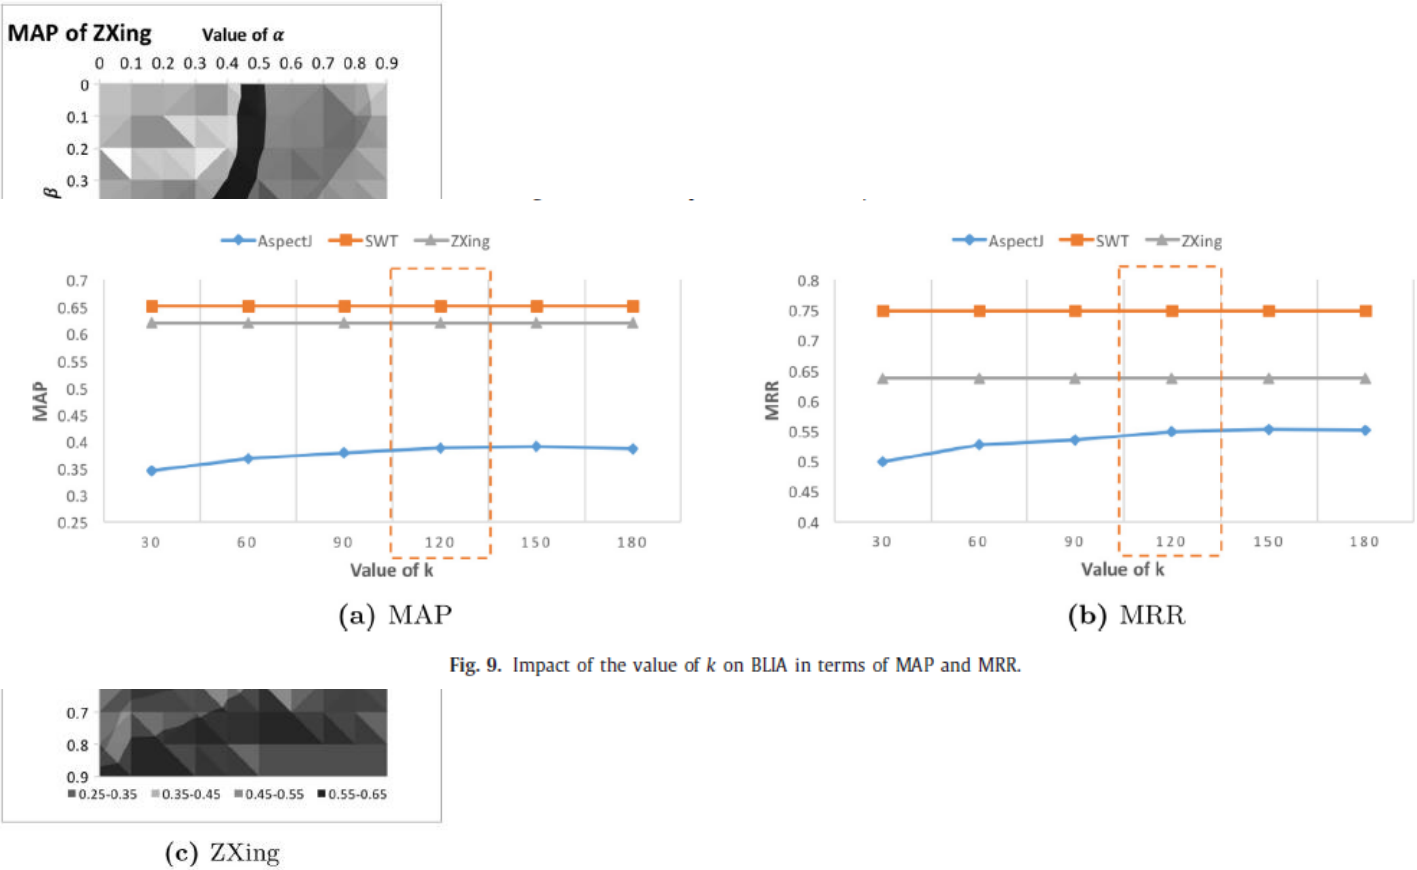 MAP of ZXing Value of α
0 0.1 0.2 0.3 0.4 0.5 0.6 0.7 0.8 0.9
0
0.1
0.2
0.3
β
AspectJ SWT ZXing
0.7
0.65
0.6
0.55
0.5
0.45
0.4
0.35
0.3
0.25
MAP
30 60 90 120 150 180
Value of k
(a) MAP
AspectJ SWT ZXing
0.8
0.75
0.7
0.65
0.6
0.55
0.5
0.45
0.4
MRR
30 60 90 120 150 180
Value of k
(b) MRR
Fig. 9. Impact of the value of k on BLIA in terms of MAP and MRR.
0.7
0.8
0.9
0.25-0.35 0.35-0.45 0.45-0.55 0.55-0.65
(c) ZXing